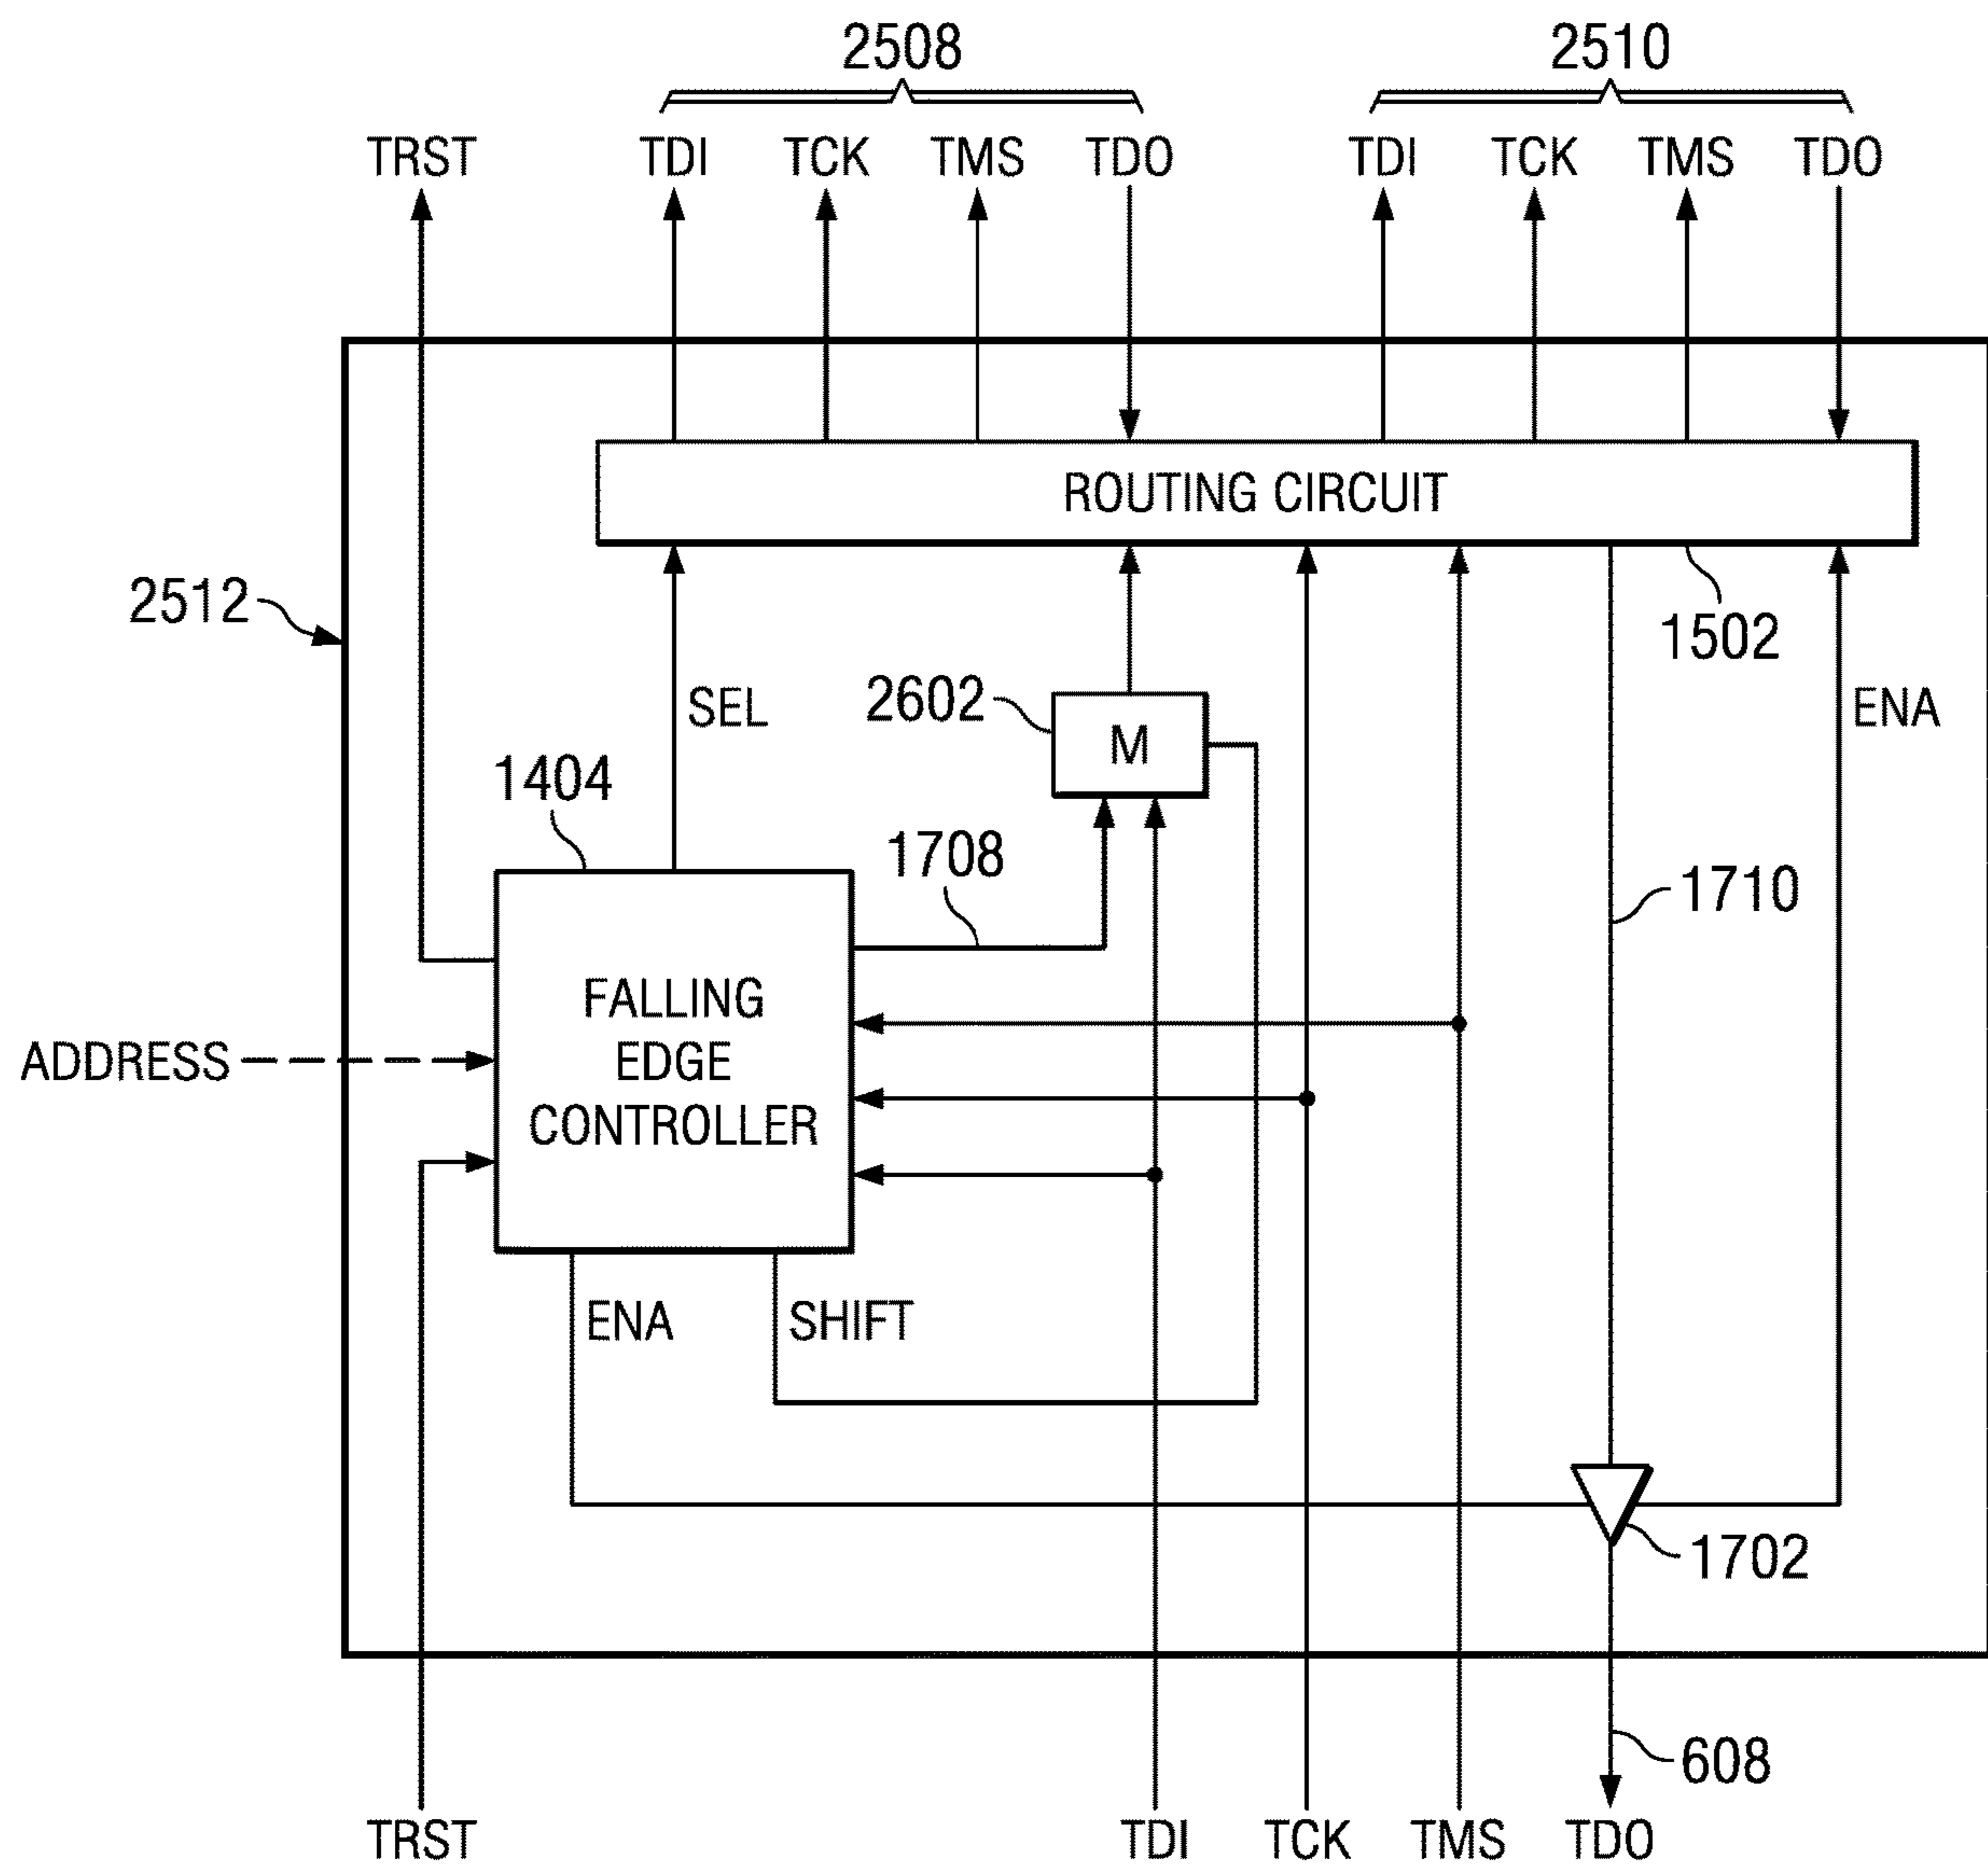 2508 2510
TRST TDI TCK TMS TDO TDI TCK TMS TDO
ROUTING CIRCUIT
2512
1502
2602
SEL
ENA
M
1404
1708
1710
FALLING
EDGE
CONTROLLER
ADDRESS
ENA SHIFT
1702
608
TRST TDI TCK TMS TDO